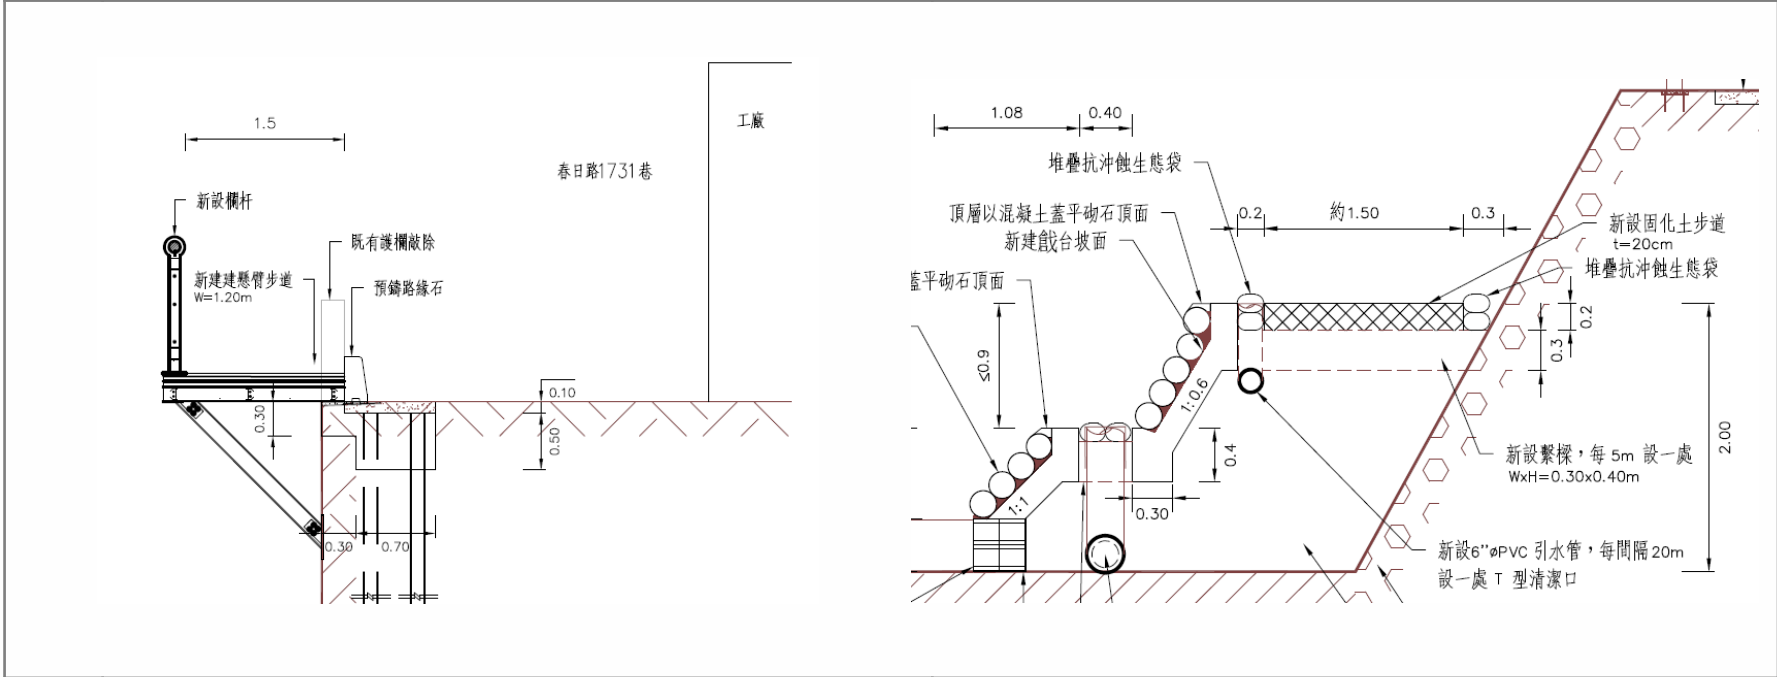 1.5
工廠
春日路1731巷
新設欄杆
既有護欄敲除
新建建懸臂步道
W=1.20m
預鑄路緣石
0.10
0.30
0.50
0.30
0.70
1.08
0.40
堆疊抗沖蝕生態袋
頂層以混凝土蓋平砌石頂面
新建戧台坡面
蓋平砌石頂面
0.2
約1.50
0.3
新設固化土步道
t=20cm
堆疊抗沖蝕生態袋
0.2
0.3
≤0.9
1:0.6
1:1
0.4
0.30
2.00
新設繫樑，每 5m 設一處
WxH=0.30x0.40m
新設6"øPVC 引水管，每間隔20m
設一處 T 型清潔口